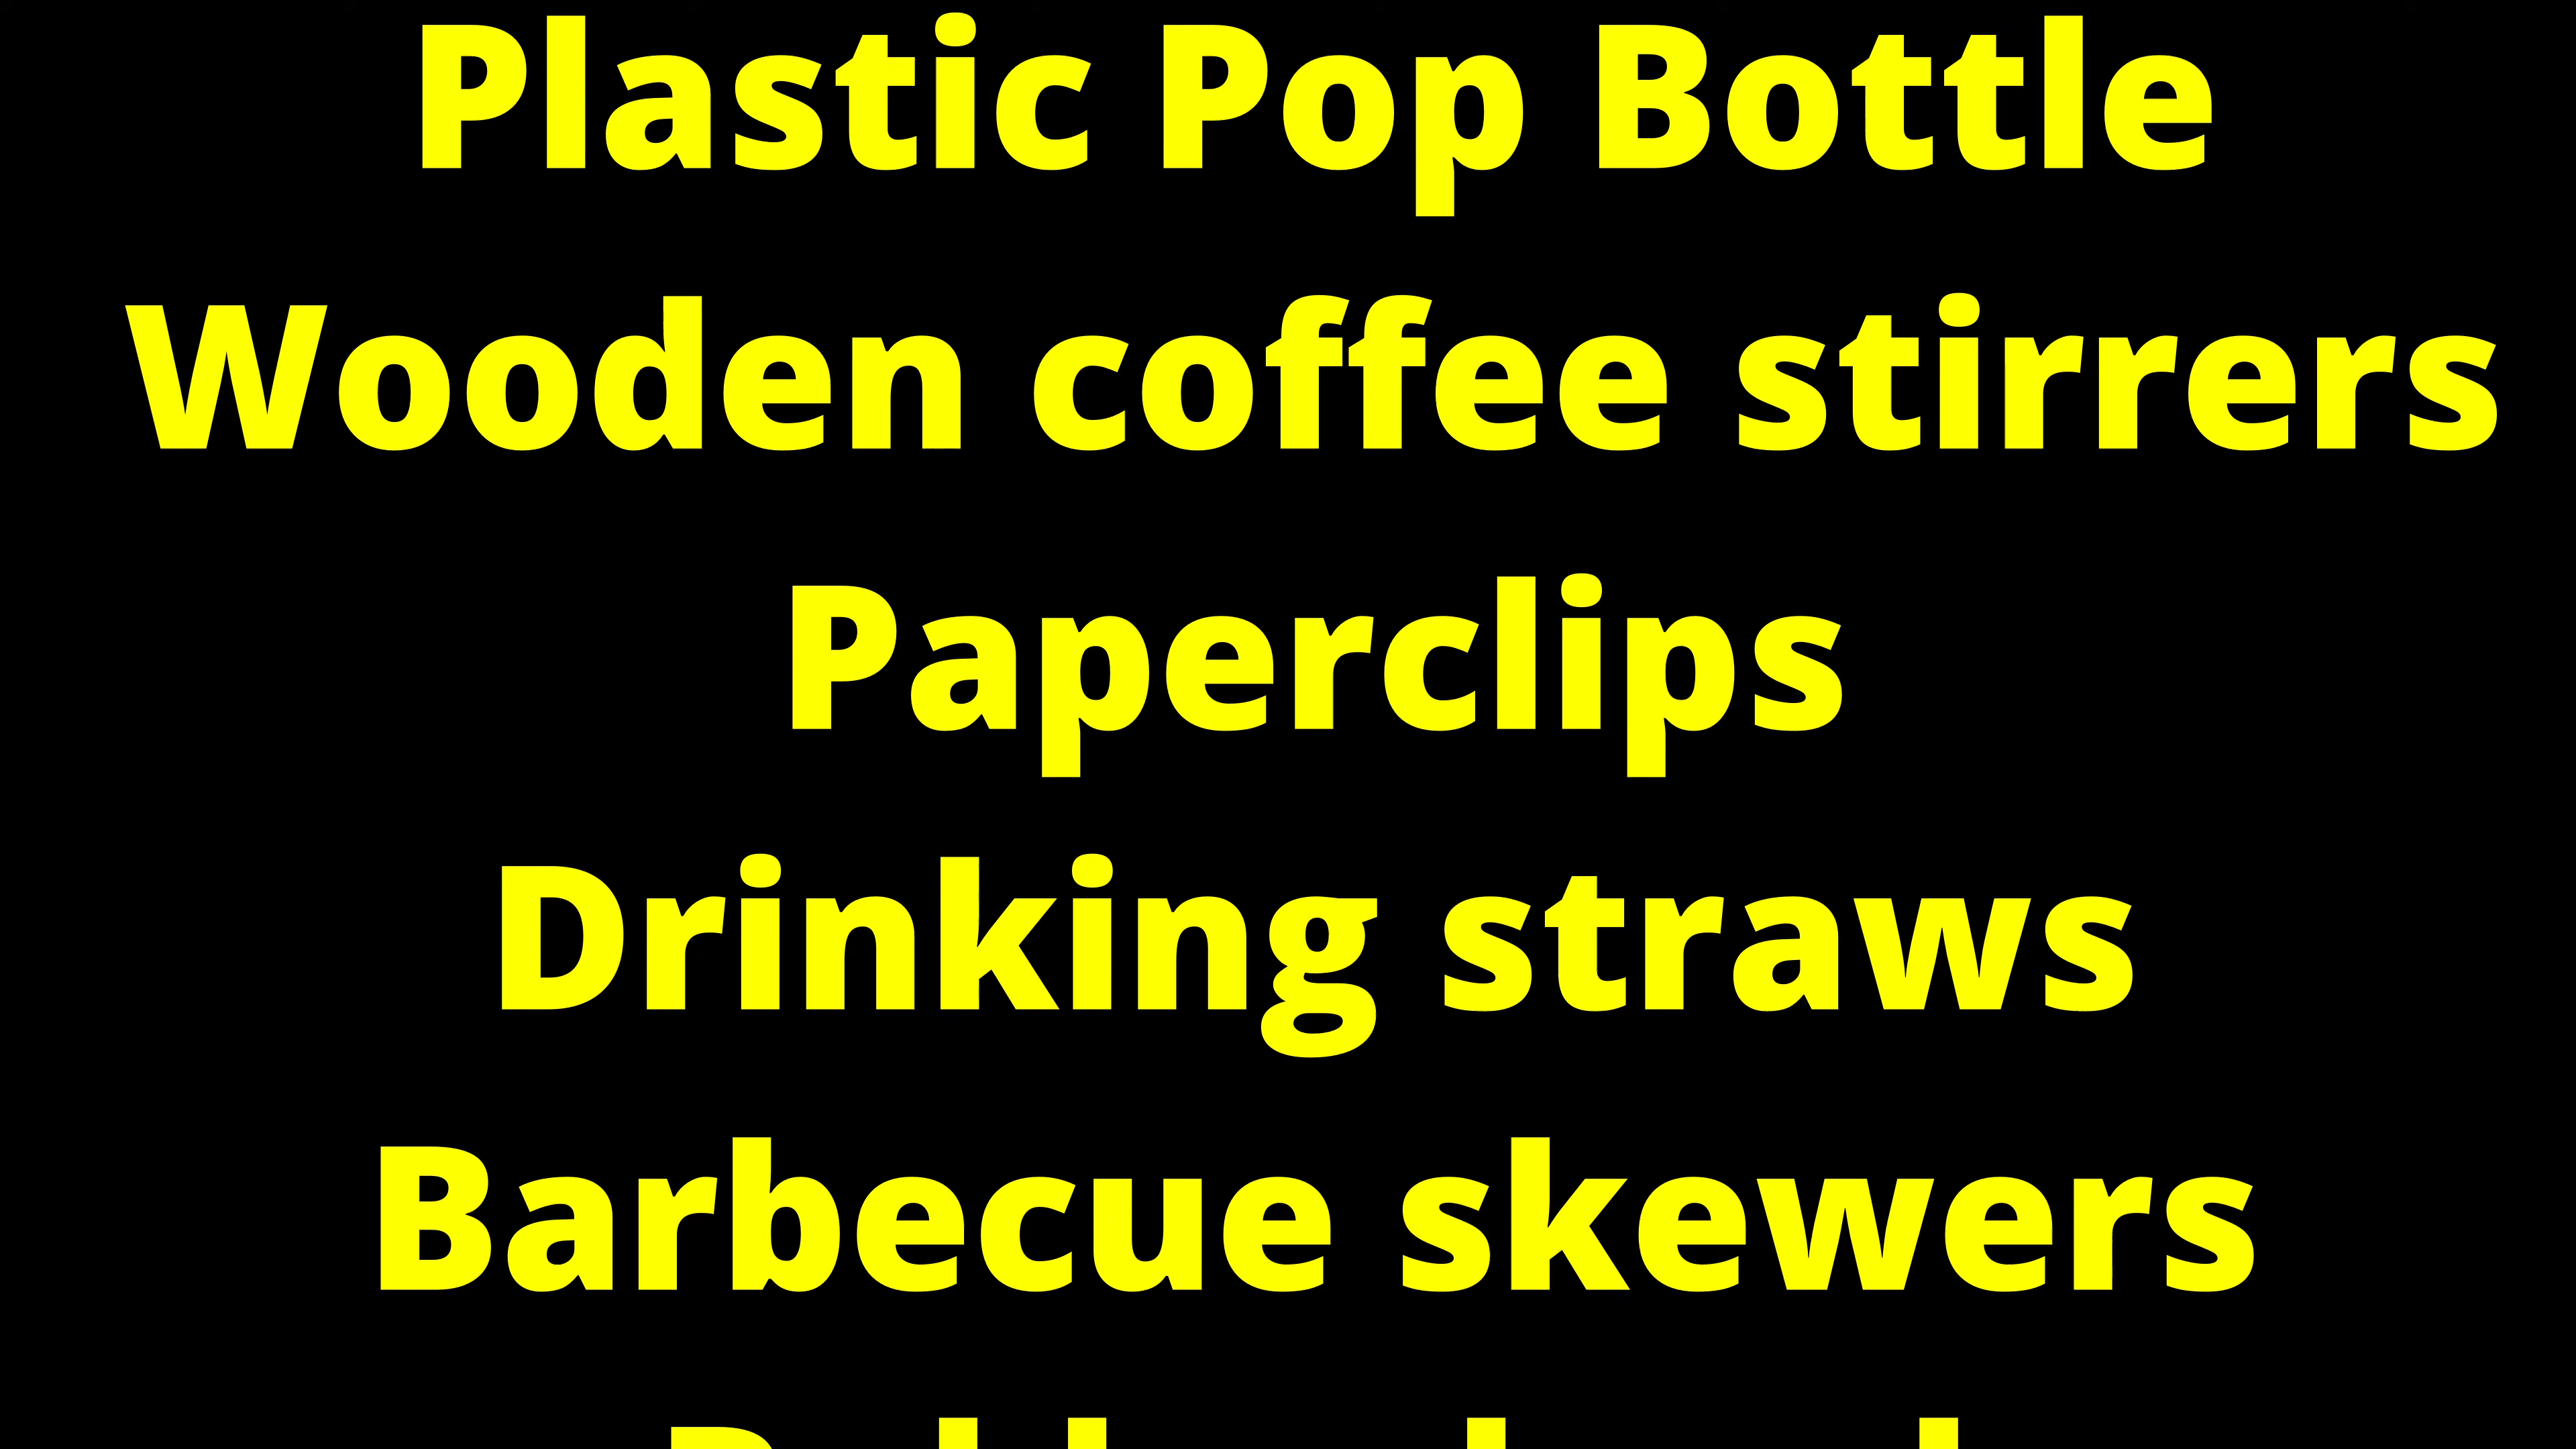 Plastic Pop Bottle
Wooden coffee stirrers
Paperclips
Drinking straws
Barbecue skewers